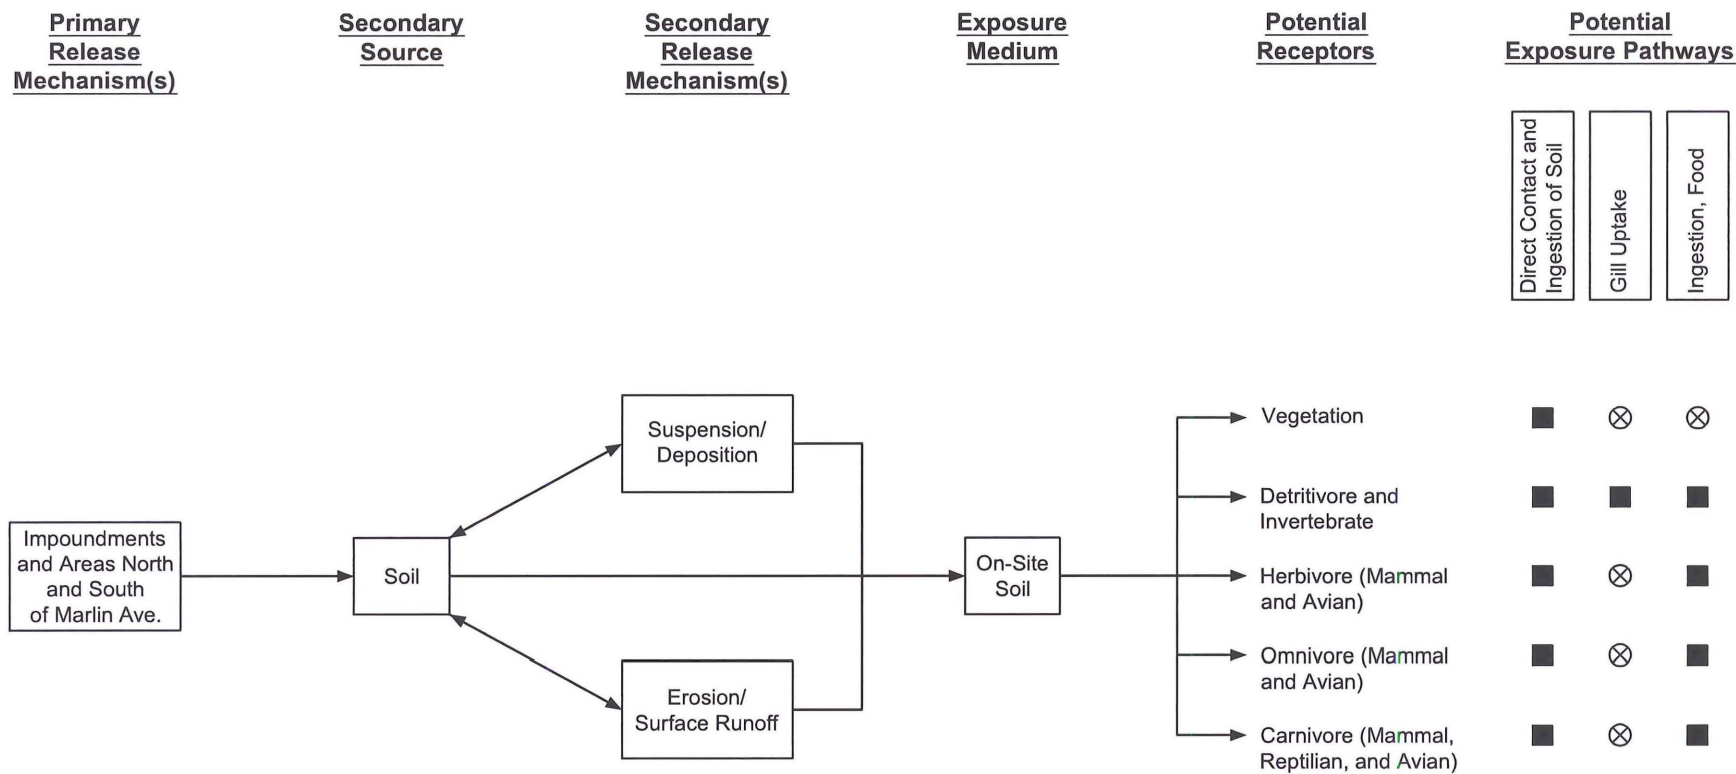 Primary
Release
Mechanism(s)
Secondary
Source
Secondary
Release
Mechanism(s)
Exposure
Medium
Potential
Receptors
Potential
Exposure Pathways
Direct Contact and
Ingestion of Soil
Gill Uptake
Ingestion, Food
Impoundments
and Areas North
and South
of Marlin Ave.
Soil
Suspension/
Deposition
Erosion/
Surface Runoff
On-Site
Soil
Vegetation
Detritivore and
Invertebrate
Herbivore (Mammal
and Avian)
Omnivore (Mammal
and Avian)
Carnivore (Mammal,
Reptilian, and Avian)